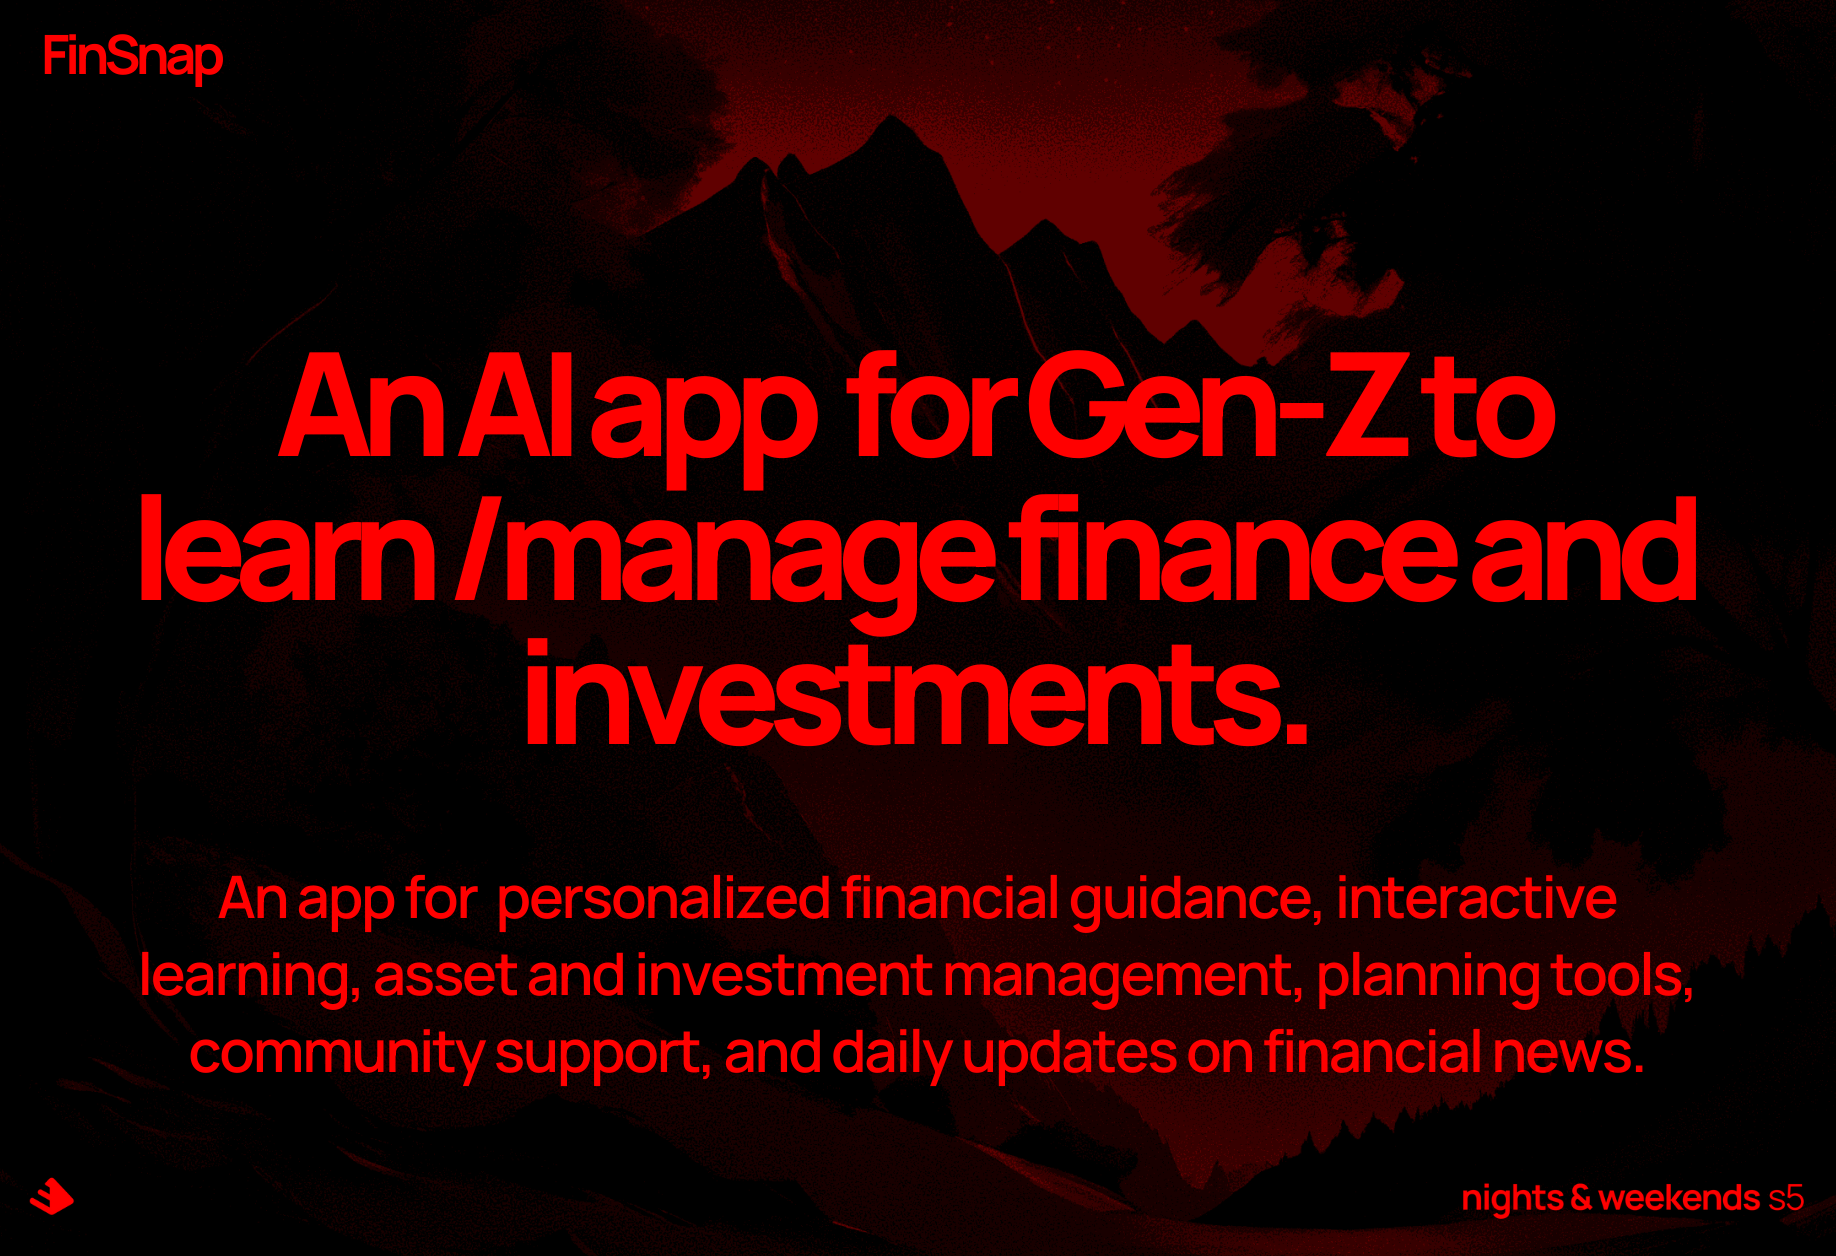 FinSnap
An AI app for Gen-Z to
learn /manage finance and
investments.
An app for personalized financial guidance, interactive
learning, asset and investment management, planning tools,
community support, and daily updates on financial news.
nights & weekends s5